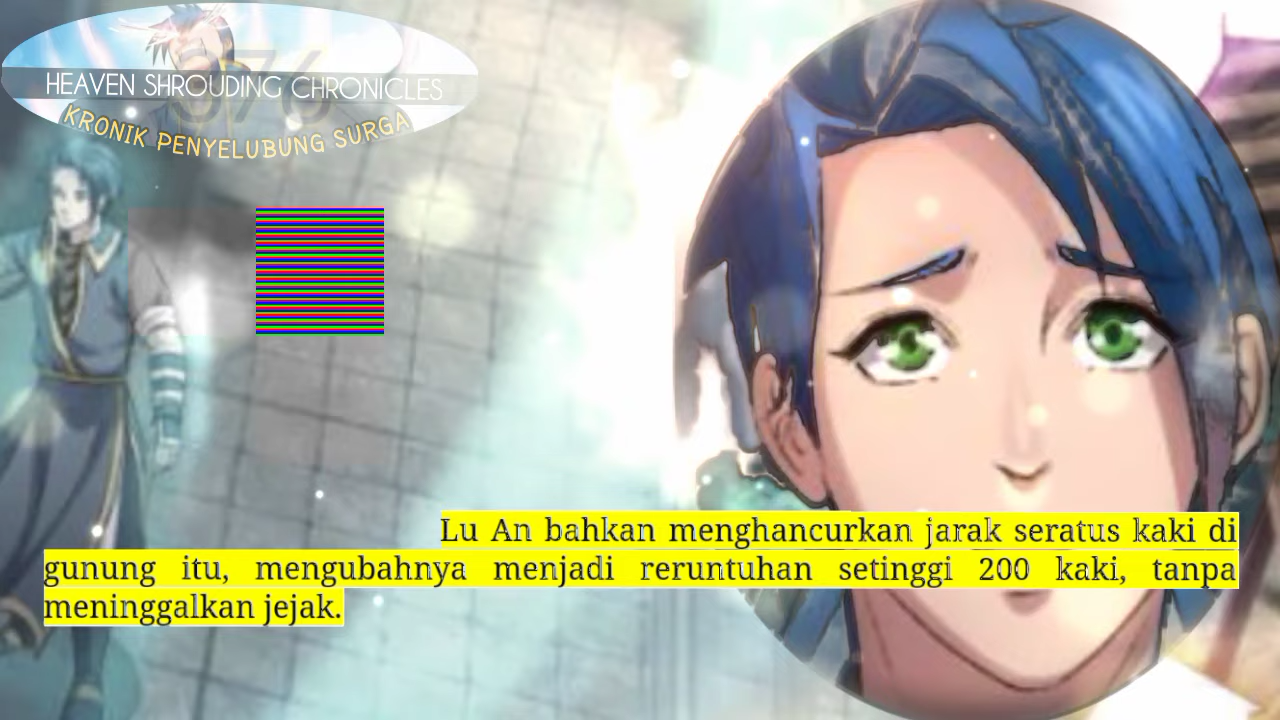 376
HEAVEN SHROUDING CHRONICLES
KRONIK PENYELUBUNG SURGA
Lu An bahkan menghancurkan jarak seratus kaki di
gunung itu, mengubahnya menjadi reruntuhan setinggi 200 kaki, tanpa
meninggalkan jejak.